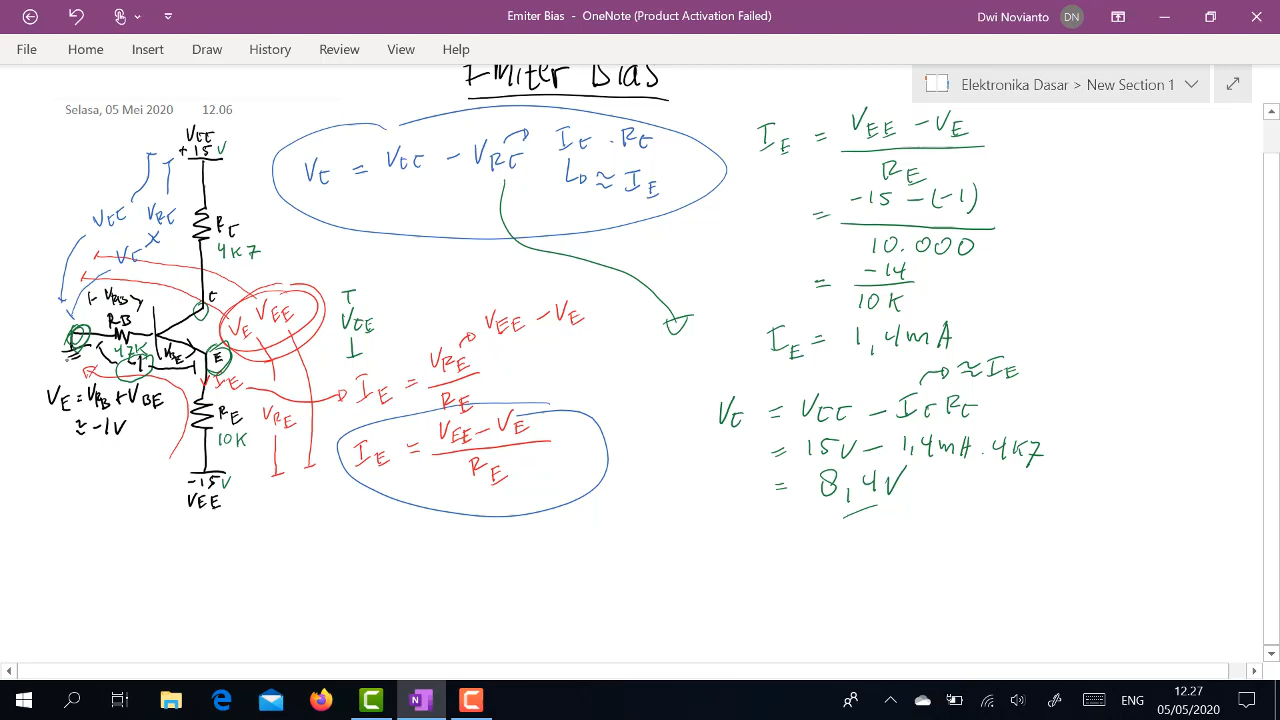 Emiter Bias - OneNote (Product Activation Failed)
Dwi Novianto
DN
File Home Insert Draw History Review View Help
Elektronika Dasar > New Section 1
Emiter Bias
Selasa, 05 Mei 2020 12.06
VCC
+15V
VCC VRC
VC
RC
4K7
C
VC = VCC - VRC IC . RC
≈ IE
+ VRB
RB
47K
VBE
E
VE = VRB + VBE
≈ -1V
RE
10K
-15V
VEE
VE VEE
VRE
IE
VCC
IE = VRE / RE
VEE - VE
IE = VEE - VE / RE
IE = VEE - VE
RE
= -15 - (-1)
10.000
= -14
10K
IE = 1,4mA
≈ IE
VC = VCC - IC RC
= 15V - 1,4mA . 4K7
= 8,4V
ENG
12.27
05/05/2020